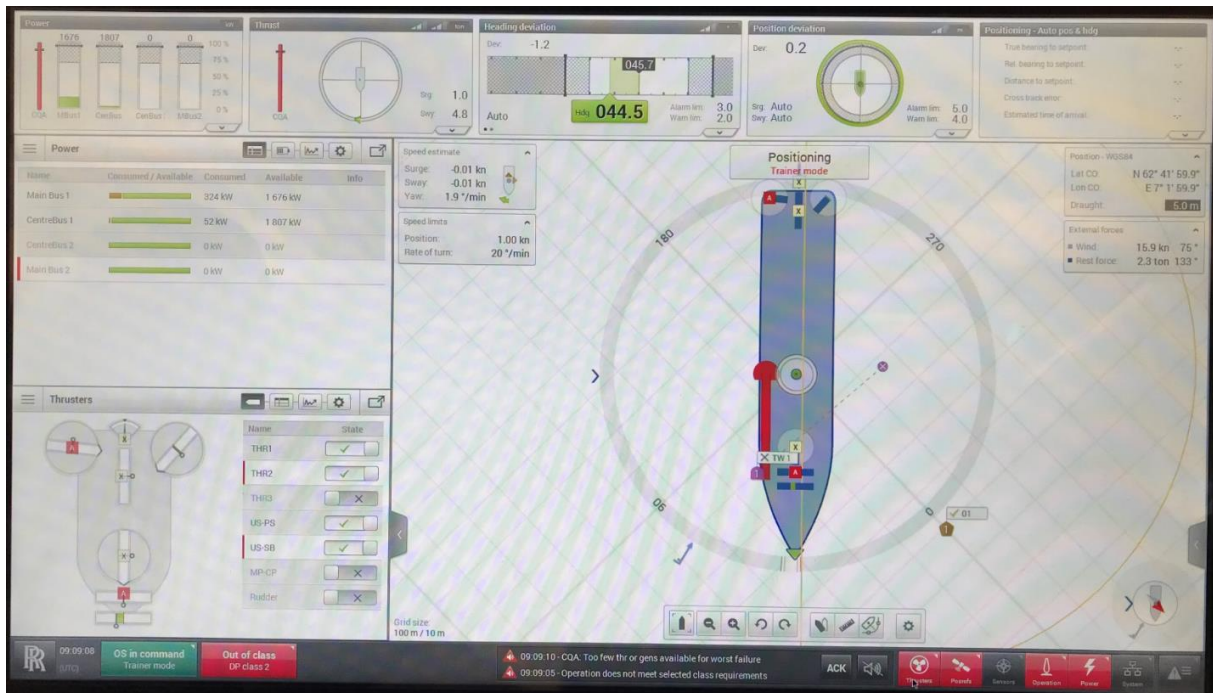 Power
kN
1676 1807 0 0
100 %
75 %
50 %
25 %
0 %
CQA MBus1 CenBus CenBus MBus2
Thrust
ton
CQA
Srg: 1.0
Swy: 4.8
Heading deviation
Dev: -1.2
045.7
Hdg 044.5
Auto
Alarm lim: 3.0
Warn lim: 2.0
Position deviation
Dev: 0.2
Srg: Auto
Swy: Auto
Alarm lim: 5.0
Warn lim: 4.0
Positioning - Auto pos & hdg
True bearing to setpoint: -.-
Rel. bearing to setpoint: -.-
Distance to setpoint: -.-
Cross track error: -.-
Estimated time of arrival: -.-
Power
Name Consumed / Available Consumed Available Info
Main Bus 1 324 kW 1 676 kW
CentreBus 1 52 kW 1 807 kW
CentreBus 2 0 kW 0 kW
Main Bus 2 0 kW 0 kW
Thrusters
Name State
THR1
THR2
THR3
US-PS
US-SB
MP-CP
Rudder
A
X
X
X
A
Speed estimate
Surge: -0.01 kn
Sway: -0.01 kn
Yaw: 1.9 °/min
Speed limits
Position: 1.00 kn
Rate of turn: 20 °/min
Positioning
Trainer mode
Position - WGS84
Lat CO: N 62° 41' 59.9"
Lon CO: E 7° 1' 59.9"
Draught: 5.0 m
External forces
Wind: 15.9 kn 75 °
Rest force: 2.3 ton 133 °
X
A
X
180
270
X
X TW 1
1
A
90
0
01
1
Grid size:
100 m / 10 m
RR
09:09:08
(UTC)
OS in command
Trainer mode
Out of class
DP class 2
09:09:10 - CQA: Too few thr or gens available for worst failure
09:09:05 - Operation does not meet selected class requirements
ACK
Thrusters Posrefs Sensors Operation Power System